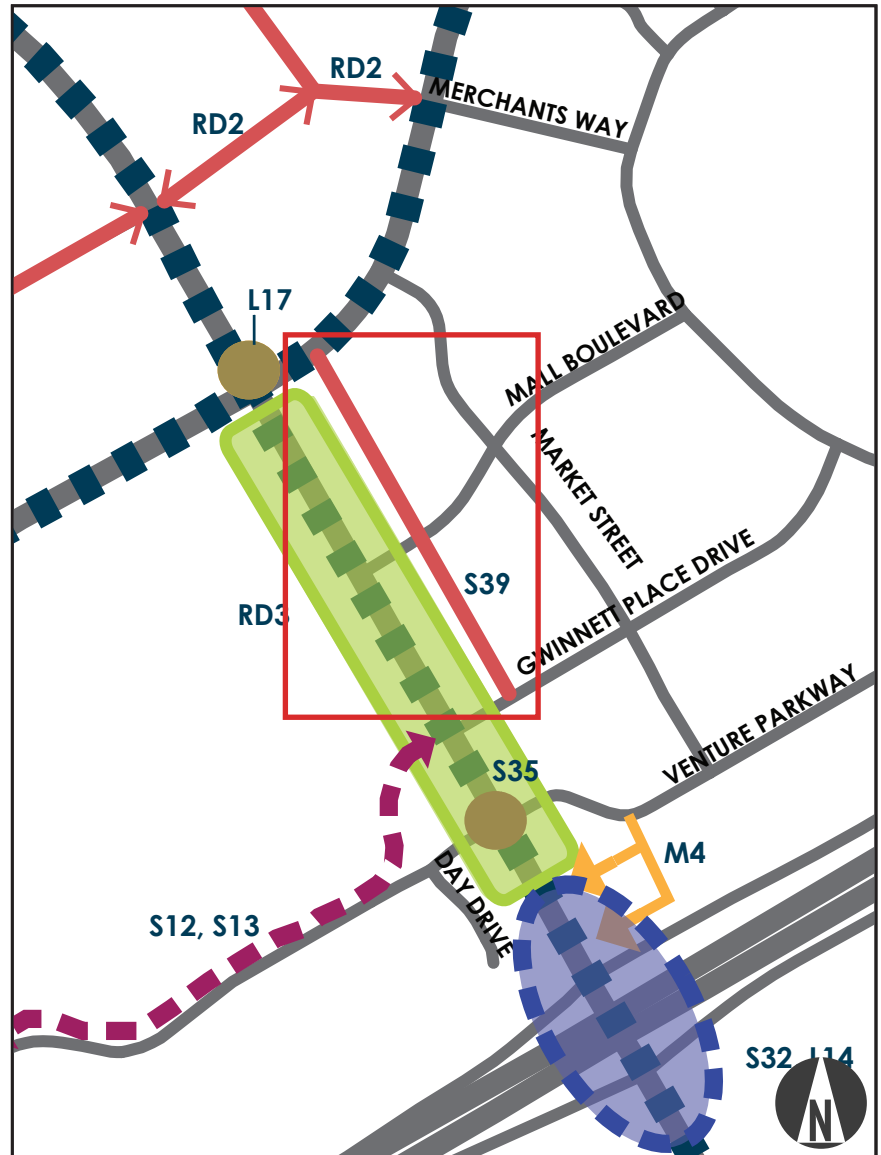 RD2
MERCHANTS WAY
RD2
L17
MALL BOULEVARD
MARKET STREET
S39
RD3
GWINNETT PLACE DRIVE
VENTURE PARKWAY
S35
M4
DAY DRIVE
S12, S13
S32, L14
N